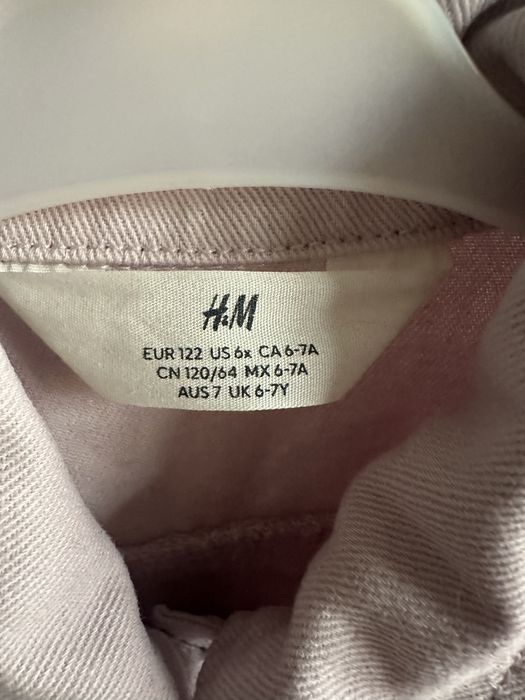 H&M
EUR 122 US 6x CA 6-7A
CN 120/64 MX 6-7A
AUS 7 UK 6-7Y